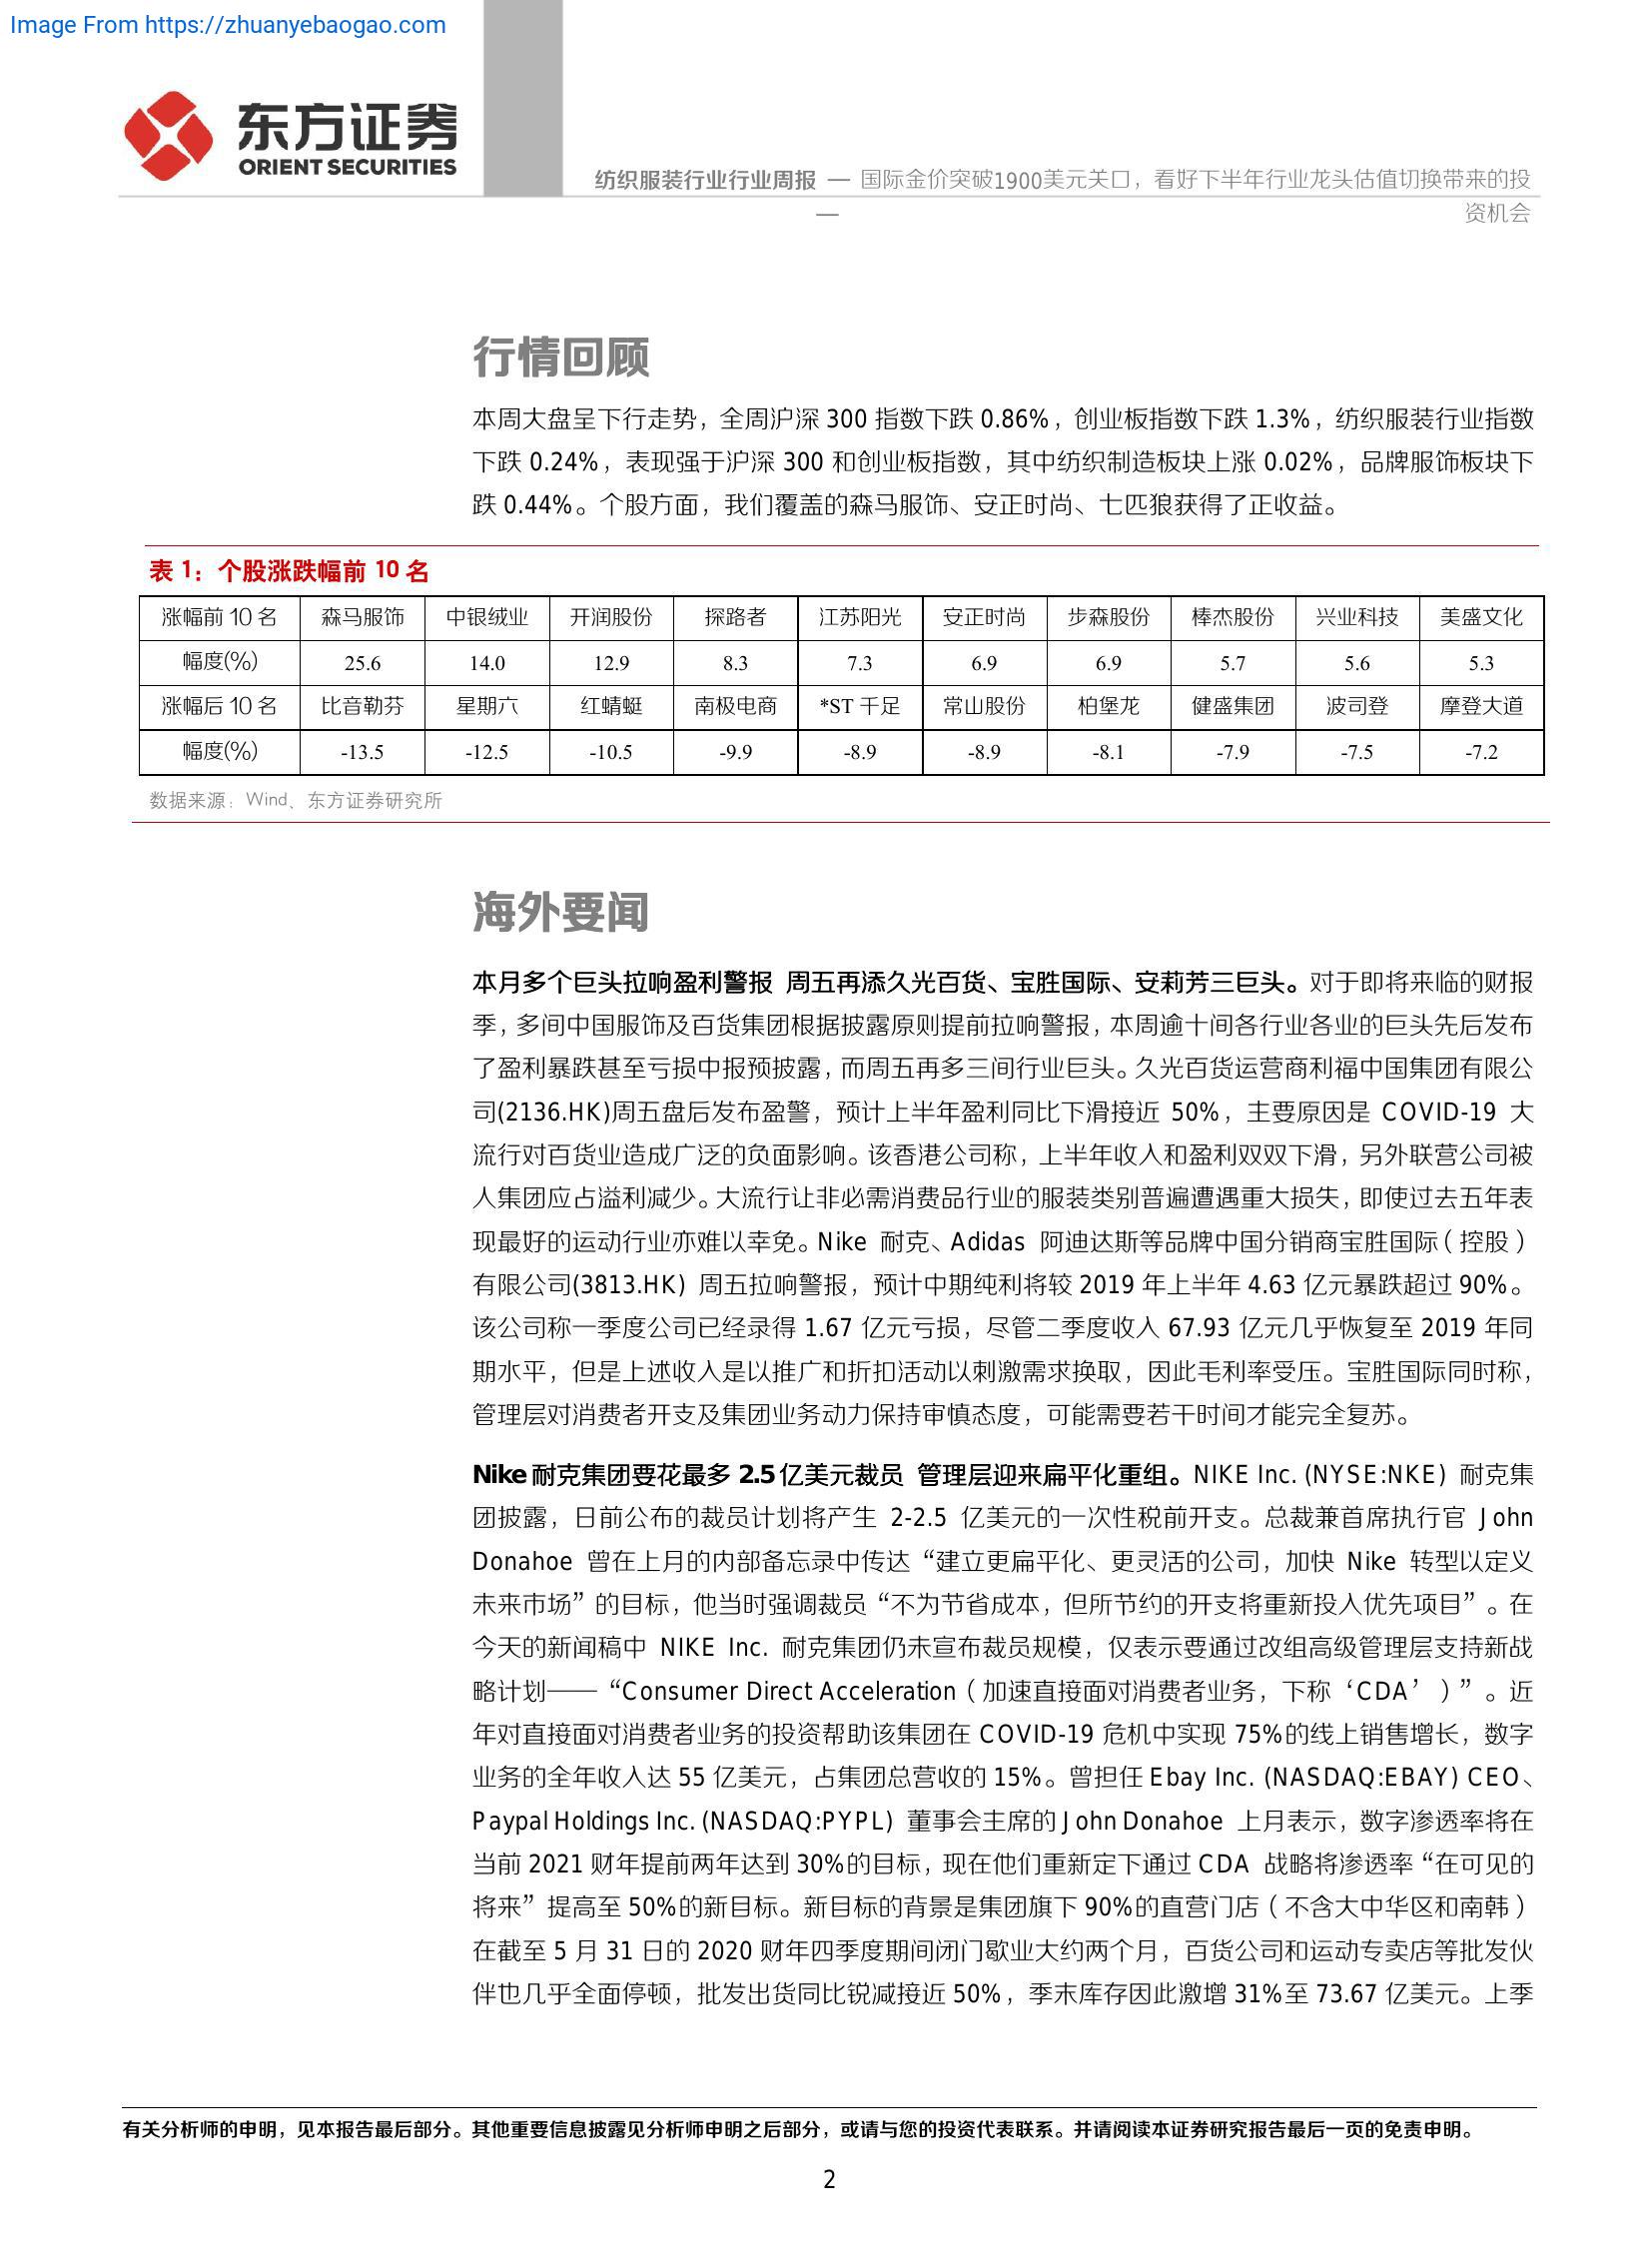 Image From https://zhuanyebaogao.com
东方证券
ORIENT SECURITIES
纺织服装行业行业周报 — 国际金价突破1900美元关口，看好下半年行业龙头估值切换带来的投
—
资机会
行情回顾
本周大盘呈下行走势，全周沪深 300 指数下跌 0.86%，创业板指数下跌 1.3%，纺织服装行业指数
下跌 0.24%，表现强于沪深 300 和创业板指数，其中纺织制造板块上涨 0.02%，品牌服饰板块下
跌 0.44%。个股方面，我们覆盖的森马服饰、安正时尚、七匹狼获得了正收益。
表 1：个股涨跌幅前 10 名
涨幅前 10 名 森马服饰 中银绒业 开润股份 探路者 江苏阳光 安正时尚 步森股份 棒杰股份 兴业科技 美盛文化
幅度(%) 25.6 14.0 12.9 8.3 7.3 6.9 6.9 5.7 5.6 5.3
涨幅后 10 名 比音勒芬 星期六 红蜻蜓 南极电商 *ST 千足 常山股份 柏堡龙 健盛集团 波司登 摩登大道
幅度(%) -13.5 -12.5 -10.5 -9.9 -8.9 -8.9 -8.1 -7.9 -7.5 -7.2
数据来源：Wind、东方证券研究所
海外要闻
本月多个巨头拉响盈利警报 周五再添久光百货、宝胜国际、安莉芳三巨头。对于即将来临的财报
季，多间中国服饰及百货集团根据披露原则提前拉响警报，本周逾十间各行业各业的巨头先后发布
了盈利暴跌甚至亏损中报预披露，而周五再多三间行业巨头。久光百货运营商利福中国集团有限公
司(2136.HK)周五盘后发布盈警，预计上半年盈利同比下滑接近 50%，主要原因是 COVID-19 大
流行对百货业造成广泛的负面影响。该香港公司称，上半年收入和盈利双双下滑，另外联营公司被
人集团应占溢利减少。大流行让非必需消费品行业的服装类别普遍遭遇重大损失，即使过去五年表
现最好的运动行业亦难以幸免。Nike 耐克、Adidas 阿迪达斯等品牌中国分销商宝胜国际（控股）
有限公司(3813.HK) 周五拉响警报，预计中期纯利将较 2019 年上半年 4.63 亿元暴跌超过 90%。
该公司称一季度公司已经录得 1.67 亿元亏损，尽管二季度收入 67.93 亿元几乎恢复至 2019 年同
期水平，但是上述收入是以推广和折扣活动以刺激需求换取，因此毛利率受压。宝胜国际同时称，
管理层对消费者开支及集团业务动力保持审慎态度，可能需要若干时间才能完全复苏。
Nike 耐克集团要花最多 2.5 亿美元裁员 管理层迎来扁平化重组。NIKE Inc. (NYSE:NKE) 耐克集
团披露，日前公布的裁员计划将产生 2-2.5 亿美元的一次性税前开支。总裁兼首席执行官 John
Donahoe 曾在上月的内部备忘录中传达“建立更扁平化、更灵活的公司，加快 Nike 转型以定义
未来市场”的目标，他当时强调裁员“不为节省成本，但所节约的开支将重新投入优先项目”。在
今天的新闻稿中 NIKE Inc. 耐克集团仍未宣布裁员规模，仅表示要通过改组高级管理层支持新战
略计划——“Consumer Direct Acceleration（加速直接面对消费者业务，下称‘CDA’）”。近
年对直接面对消费者业务的投资帮助该集团在 COVID-19 危机中实现 75%的线上销售增长，数字
业务的全年收入达 55 亿美元，占集团总营收的 15%。曾担任 Ebay Inc. (NASDAQ:EBAY) CEO、
Paypal Holdings Inc. (NASDAQ:PYPL) 董事会主席的 John Donahoe 上月表示，数字渗透率将在
当前 2021 财年提前两年达到 30%的目标，现在他们重新定下通过 CDA 战略将渗透率“在可见的
将来”提高至 50%的新目标。新目标的背景是集团旗下 90%的直营门店（不含大中华区和南韩）
在截至 5 月 31 日的 2020 财年四季度期间闭门歇业大约两个月，百货公司和运动专卖店等批发伙
伴也几乎全面停顿，批发出货同比锐减接近 50%，季末库存因此激增 31%至 73.67 亿美元。上季
有关分析师的申明，见本报告最后部分。其他重要信息披露见分析师申明之后部分，或请与您的投资代表联系。并请阅读本证券研究报告最后一页的免责申明。
2